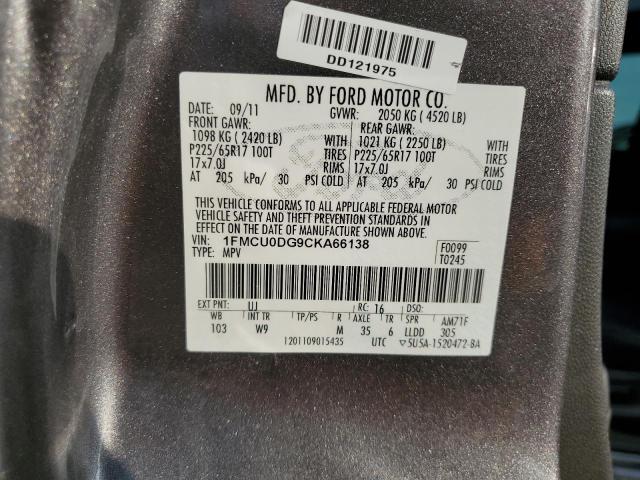 DD121975
MFD. BY FORD MOTOR CO.
DATE: 09/11 GVWR: 2050 KG ( 4520 LB)
FRONT GAWR: REAR GAWR:
1098 KG ( 2420 LB) WITH 1021 KG ( 2250 LB) WITH
P225/65R17 100T TIRES P225/65R17 100T TIRES
17x7.0J RIMS 17x7.0J RIMS
AT 205 kPa/ 30 PSI COLD AT 205 kPa/ 30 PSI COLD
THIS VEHICLE CONFORMS TO ALL APPLICABLE FEDERAL MOTOR
VEHICLE SAFETY AND THEFT PREVENTION STANDARDS IN
EFFECT ON THE DATE OF MANUFACTURE SHOWN ABOVE.
VIN: 1FMCU0DG9CKA66138 F0099
TYPE: MPV T0245
EXT PNT: UJ RC: 16 DSO:
WB INT TR TP/PS R AXLE TR SPR AM71F
103 W9 M 35 6 LLDD 305
1201109015435 UTC ▽5U5A-1520472-BA